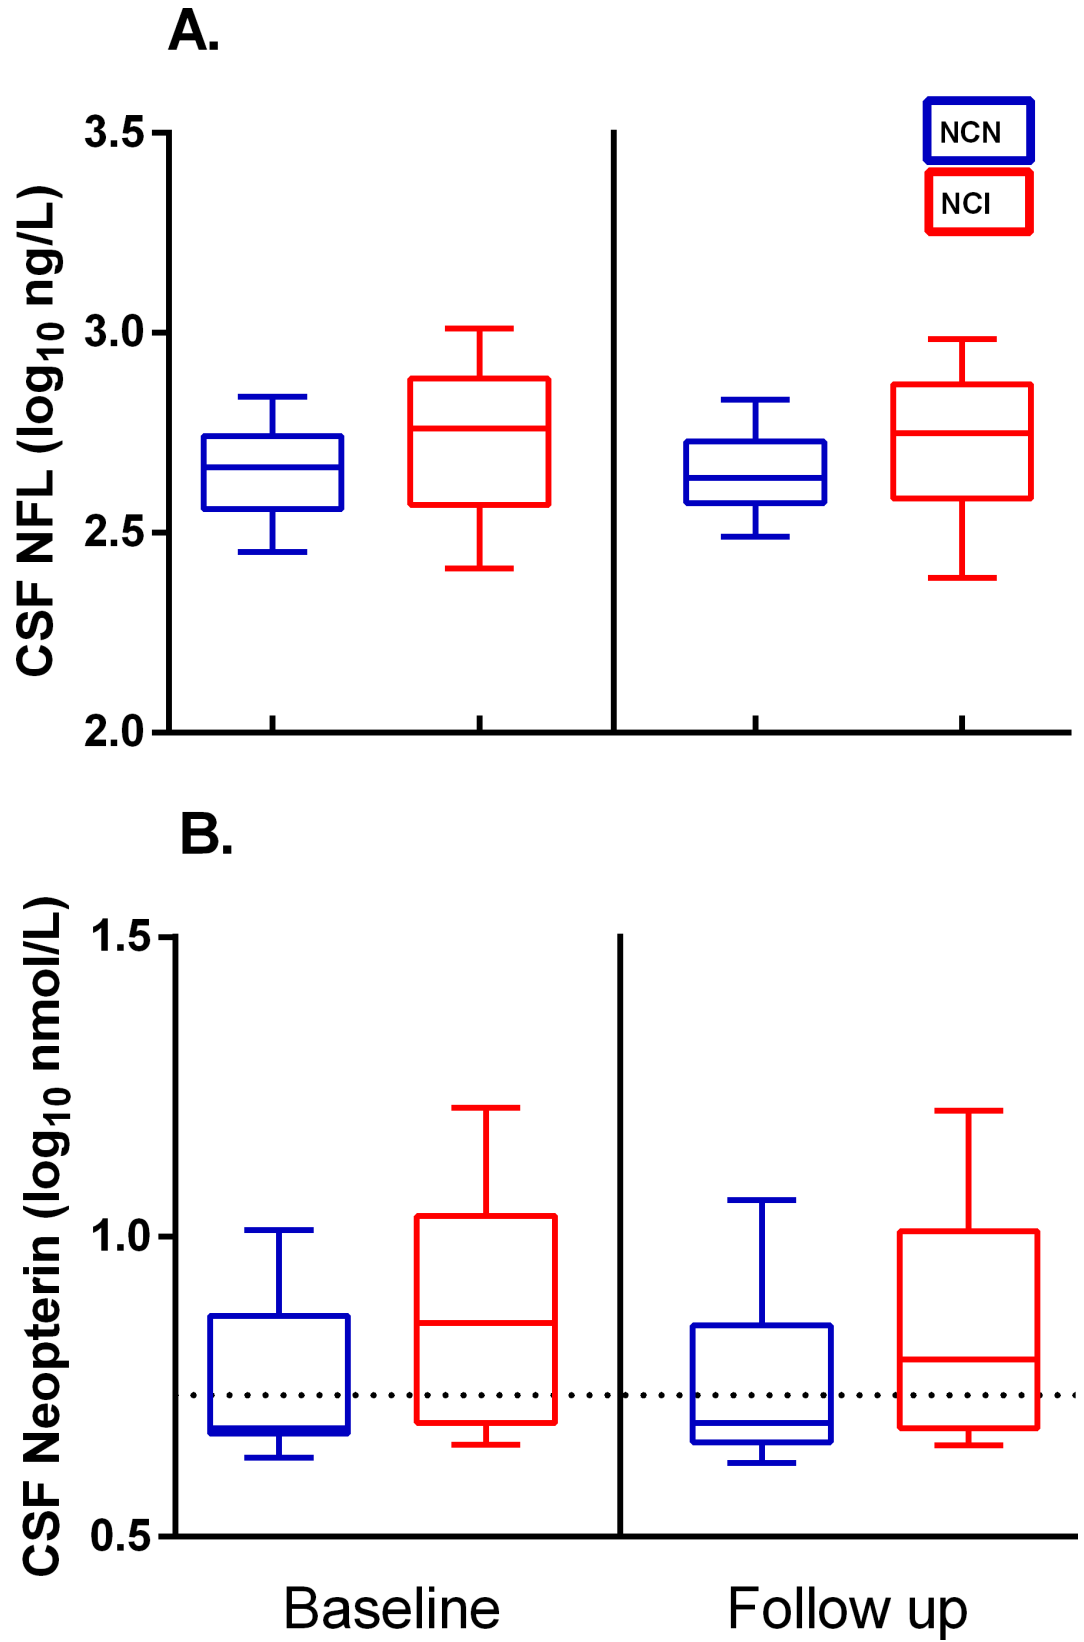 A.
NCN
NCI
CSF NFL (log10 ng/L)
3.5
3.0
2.5
2.0
B.
CSF Neopterin (log10 nmol/L)
1.5
1.0
0.5
Baseline Follow up